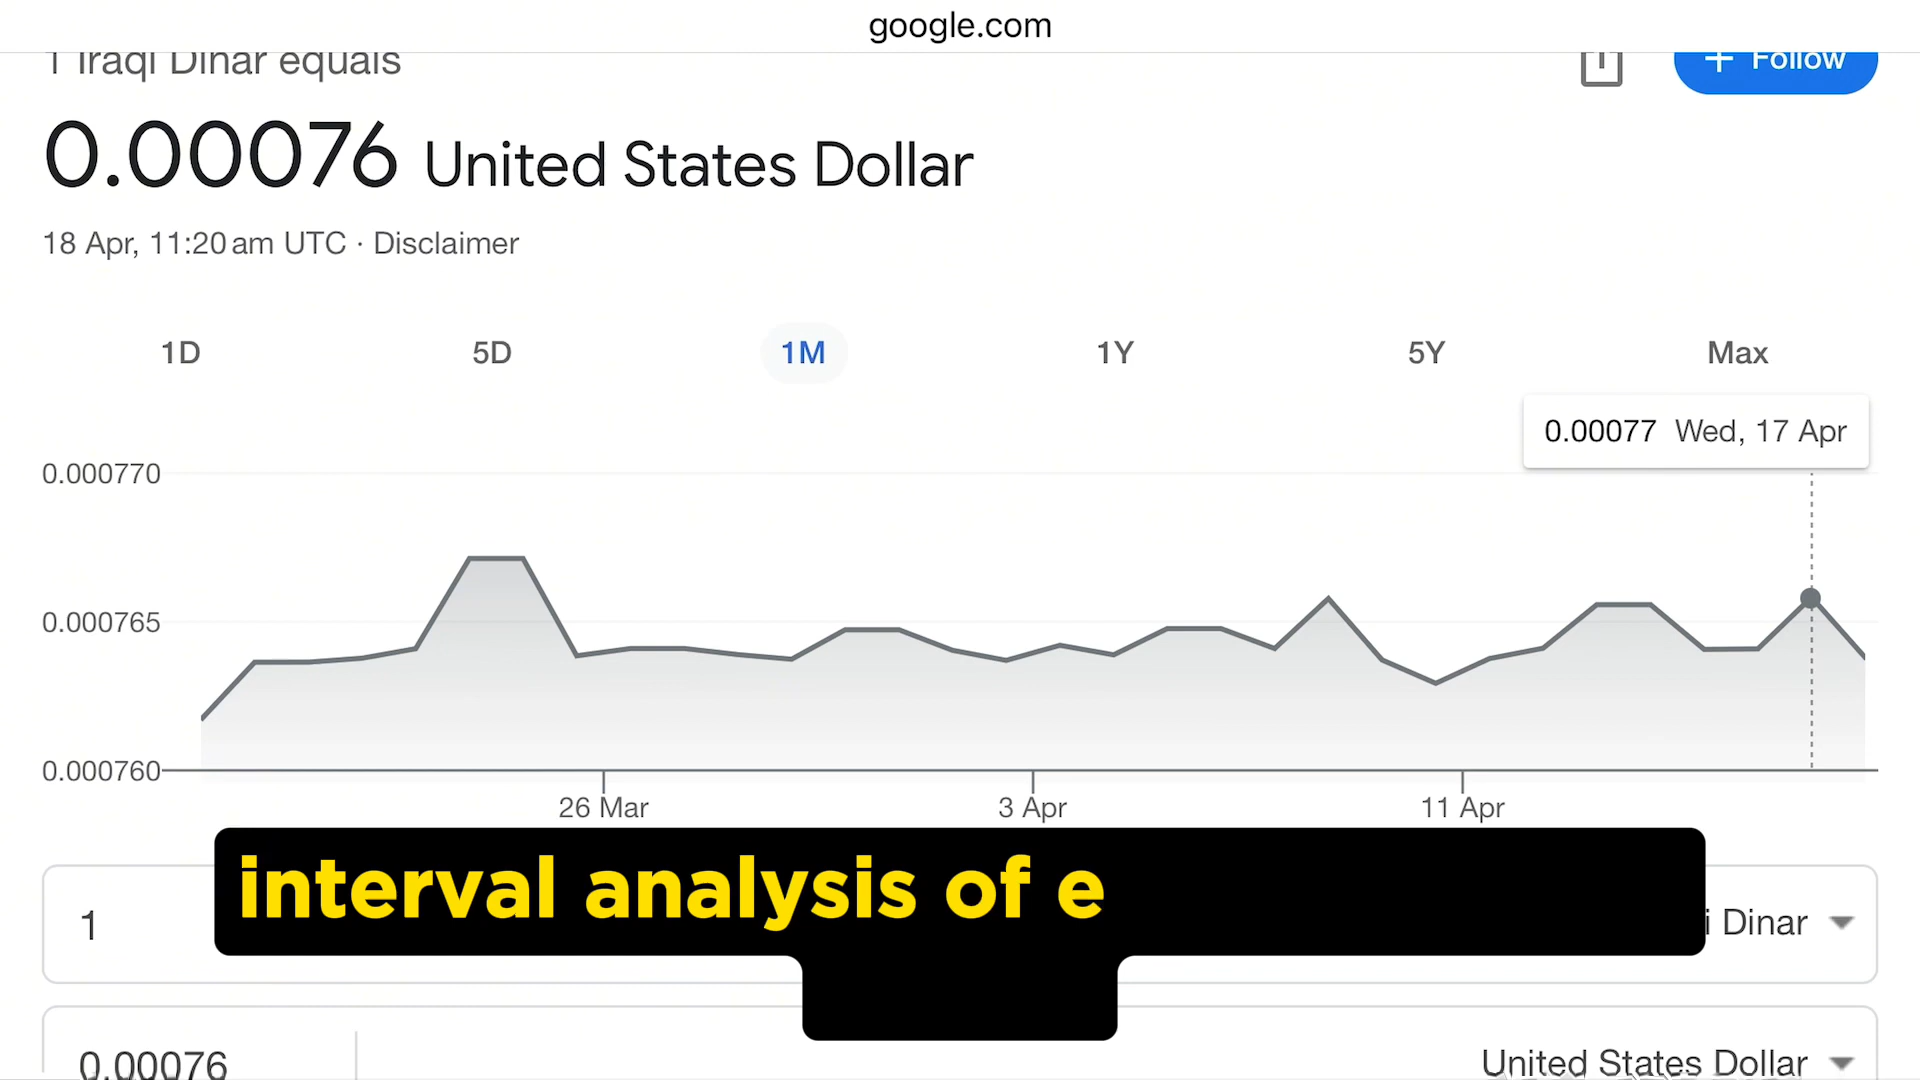 google.com
1 Iraqi Dinar equals
+ Follow
0.00076 United States Dollar
18 Apr, 11:20 am UTC · Disclaimer
1D 5D 1M 1Y 5Y Max
0.00077 Wed, 17 Apr
0.000770
0.000765
0.000760
26 Mar 3 Apr 11 Apr
interval analysis of e
1 i Dinar
0.00076 United States Dollar